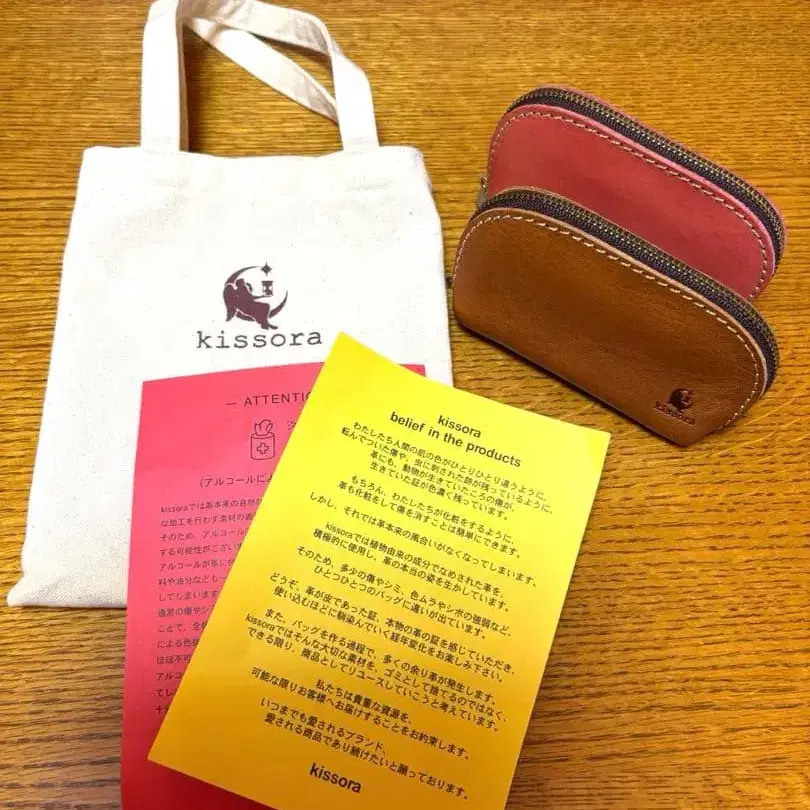 kissora
kissora
— ATTENTIO
(アルコールによ
kissoraでは革本来の自然な
な加工を行わず素材の
そのため、アルコール
する可能性がござい
アルコールが革に
料や油分なども
してしまいます
通常の傷やシ
ことで、全体
による色
ほぼ不可
アルコ
てし
十分
kissora
belief in the products
わたしたち人間の肌の色がひとりひとり違うように、
転んでついた傷や、虫に刺された跡が残っているように、
革にも、動物が生きていたころの傷が、
生きていた証が色濃く残っています。
もちろん、わたしたちが化粧をするように、
革も化粧をして傷を消すことは簡単にできます。
しかし、それでは革本来の風合いがなくなってしまいます。
kissoraでは植物由来の成分でなめされた革を、
積極的に使用し、革の本当の姿を生かしています。
そのため、多少の傷やシミ、色ムラやシボの強弱など、
ひとつひとつのバッグに違いが出ています。
どうぞ、革が皮であった証、本物の革の証を感じていただき、
使い込むほどに馴染んでいく経年変化をお楽しみ下さい。
また、バッグを作る過程で、多くの余り革が発生します。
kissoraではそんな大切な素材を、ゴミとして捨てるのではなく、
できる限り、商品としてリユースしていこうと考えています。
私たちは貴重な資源を、
可能な限りお客様へお届けすることをお約束します。
いつまでも愛されるブランド、
愛される商品であり続けたいと願っております。
kissora